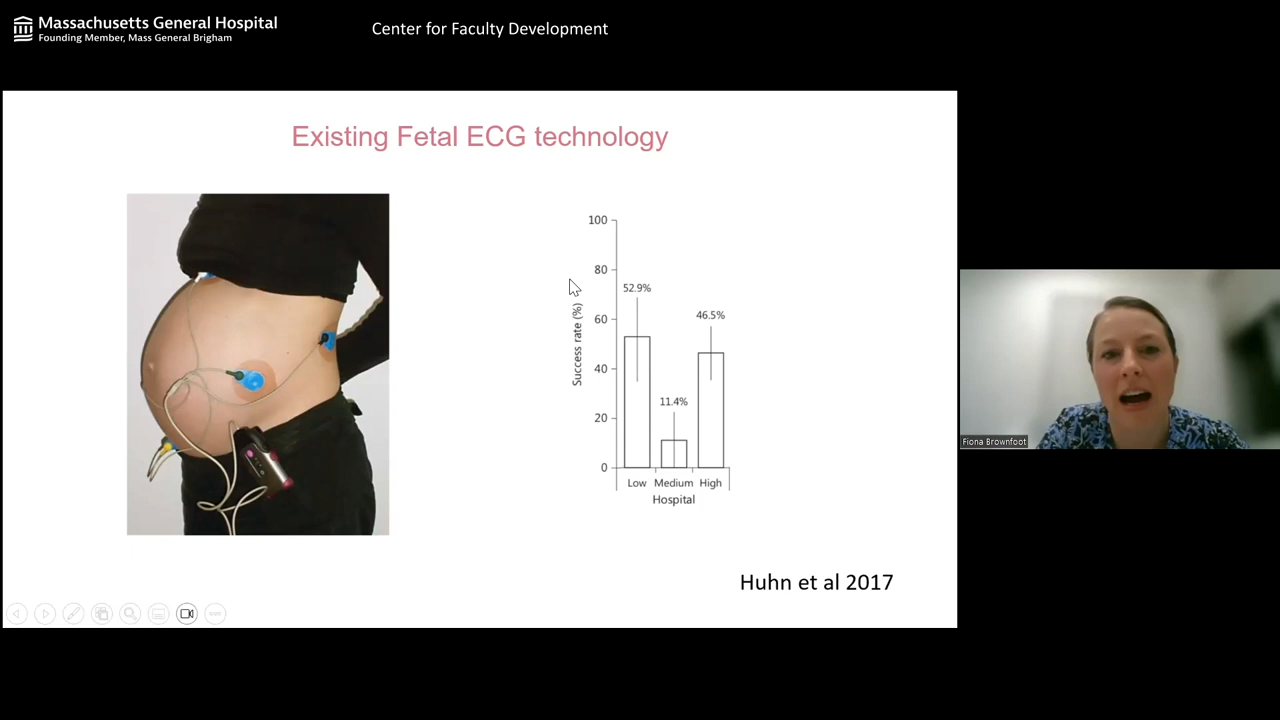 Massachusetts General Hospital
Founding Member, Mass General Brigham
Center for Faculty Development
Existing Fetal ECG technology
100
80
60
40
20
0
Success rate (%)
52.9%
11.4%
46.5%
Low Medium High
Hospital
Huhn et al 2017
Fiona Brownfoot